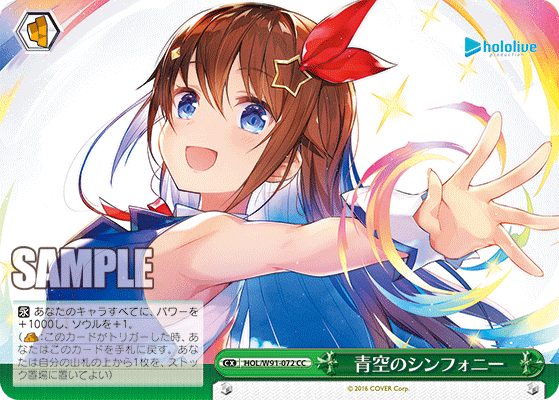 hololive
production
SAMPLE
永 あなたのキャラすべてに、パワーを
+1000し、ソウルを+1。
(:このカードがトリガーした時、あ
なたはこのカードを手札に戻す。あな
たは自分の山札の上から1枚を、ストッ
ク置場に置いてよい)
CX HOL/W91-072 CC 青空のシンフォニー
© 2016 COVER Corp.